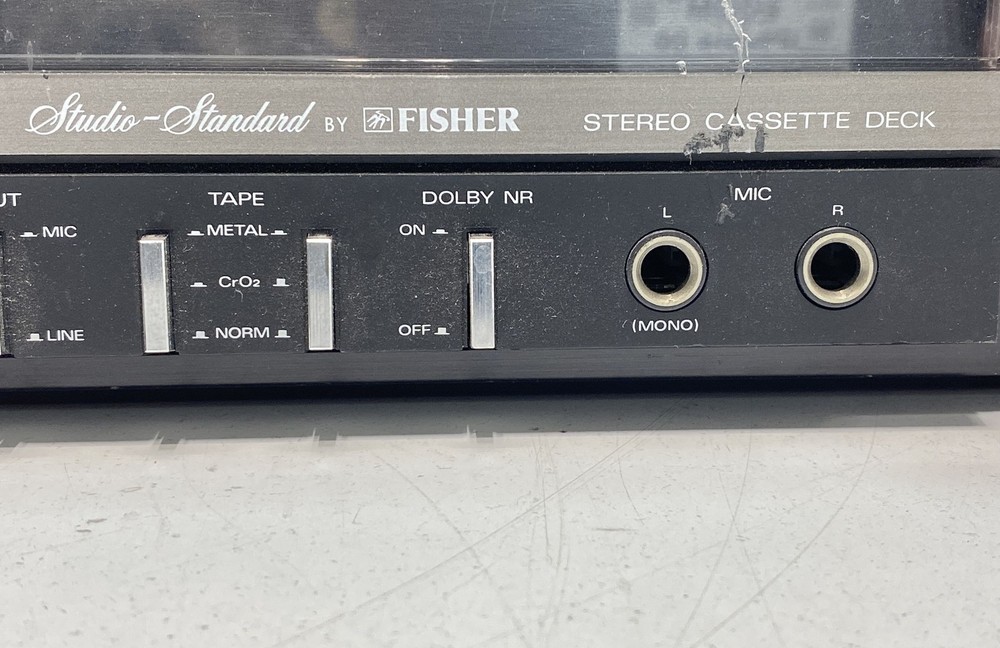 Studio-Standard BY FISHER STEREO CASSETTE DECK
UT TAPE DOLBY NR MIC
MIC METAL ON L R
CrO2
LINE NORM OFF (MONO)